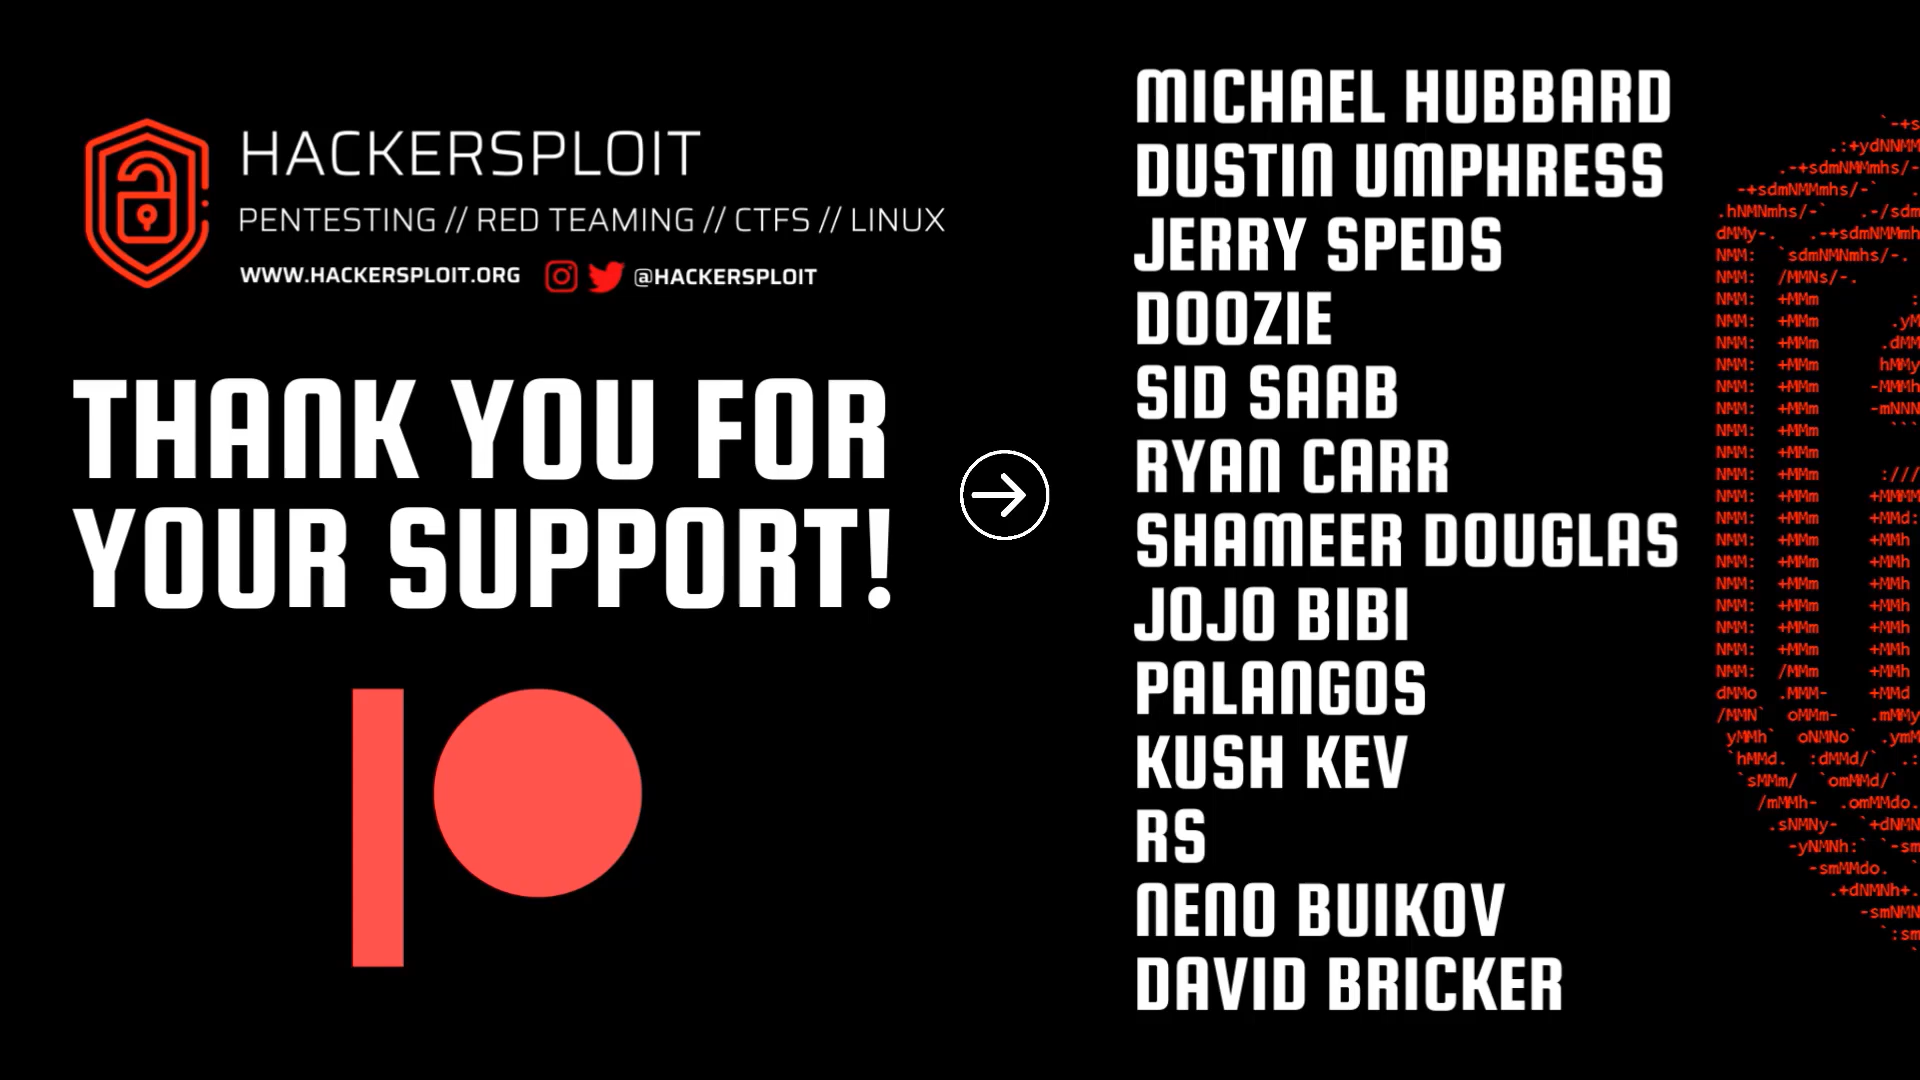 HACKERSPLOIT
PENTESTING // RED TEAMING // CTFS // LINUX
WWW.HACKERSPLOIT.ORG @HACKERSPLOIT
THANK YOU FOR
YOUR SUPPORT!
MICHAEL HUBBARD
DUSTIN UMPHRESS
JERRY SPEDS
DOOZIE
SID SAAB
RYAN CARR
SHAMEER DOUGLAS
JOJO BIBI
PALANGOS
KUSH KEV
RS
NENO BUIKOV
DAVID BRICKER